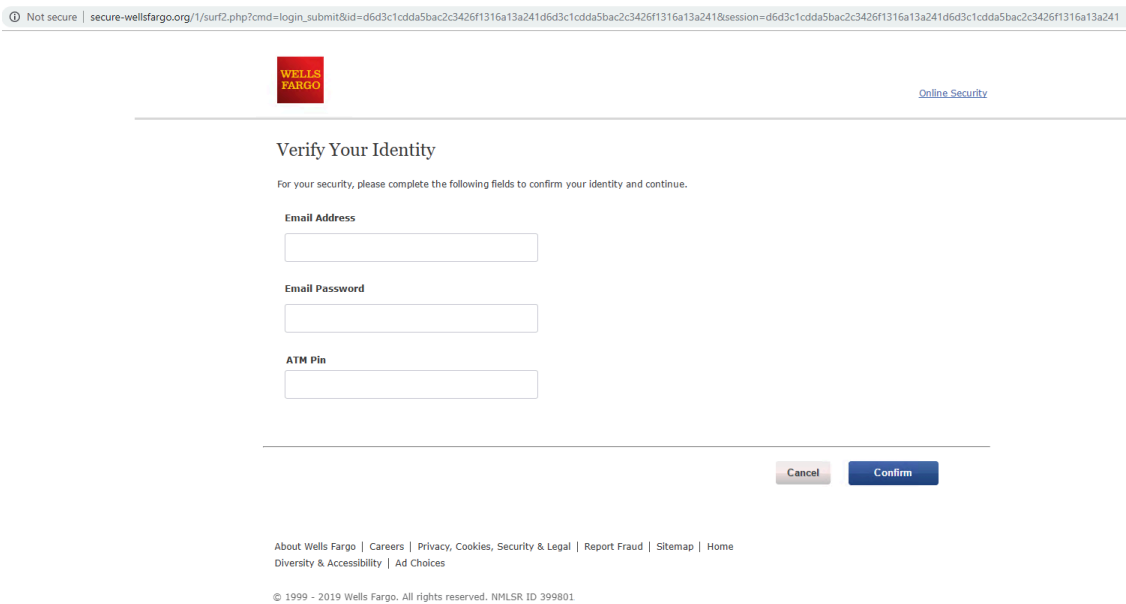 Not secure | secure-wellsfargo.org/1/surf2.php?cmd=login_submit&id=d6d3c1cdda5bac2c3426f1316a13a241d6d3c1cdda5bac2c3426f1316a13a241&session=d6d3c1cdda5bac2c3426f1316a13a241d6d3c1cdda5bac2c3426f1316a13a241
WELLS
FARGO
Online Security
Verify Your Identity
For your security, please complete the following fields to confirm your identity and continue.
Email Address
Email Password
ATM Pin
Cancel Confirm
About Wells Fargo | Careers | Privacy, Cookies, Security & Legal | Report Fraud | Sitemap | Home
Diversity & Accessibility | Ad Choices
© 1999 - 2019 Wells Fargo. All rights reserved. NMLSR ID 399801